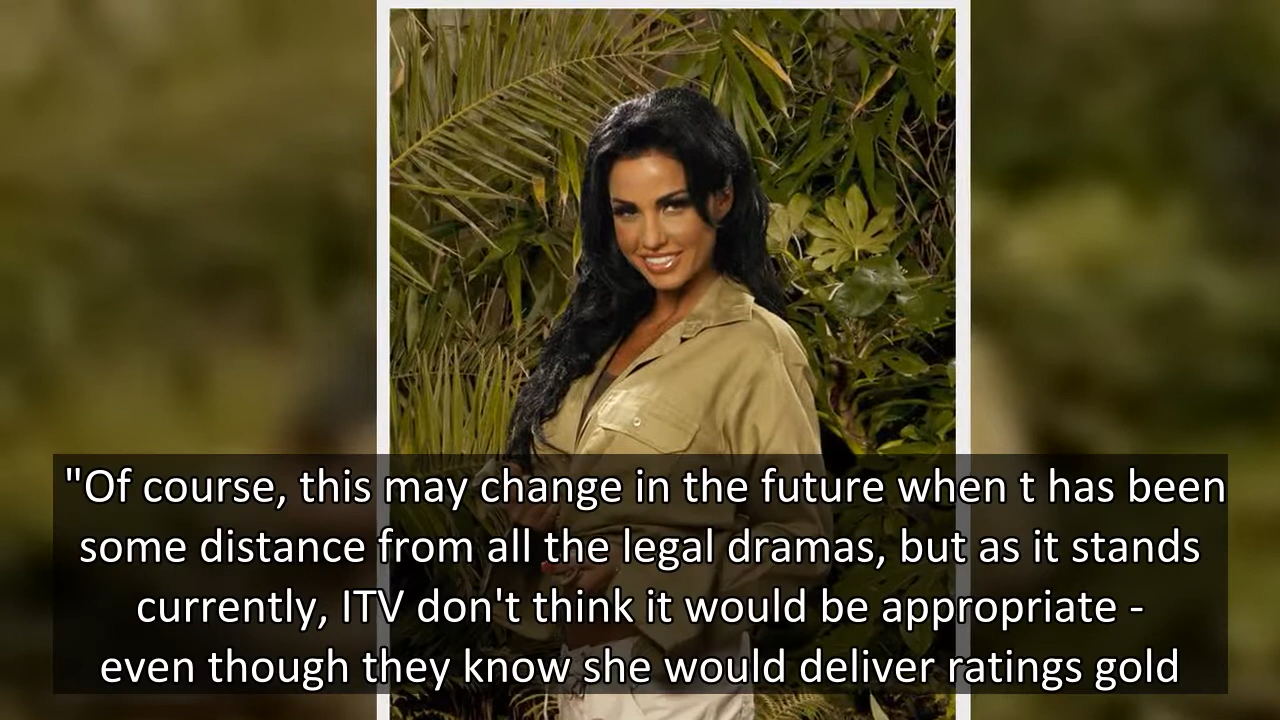 "Of course, this may change in the future when t has been
some distance from all the legal dramas, but as it stands
currently, ITV don't think it would be appropriate -
even though they know she would deliver ratings gold